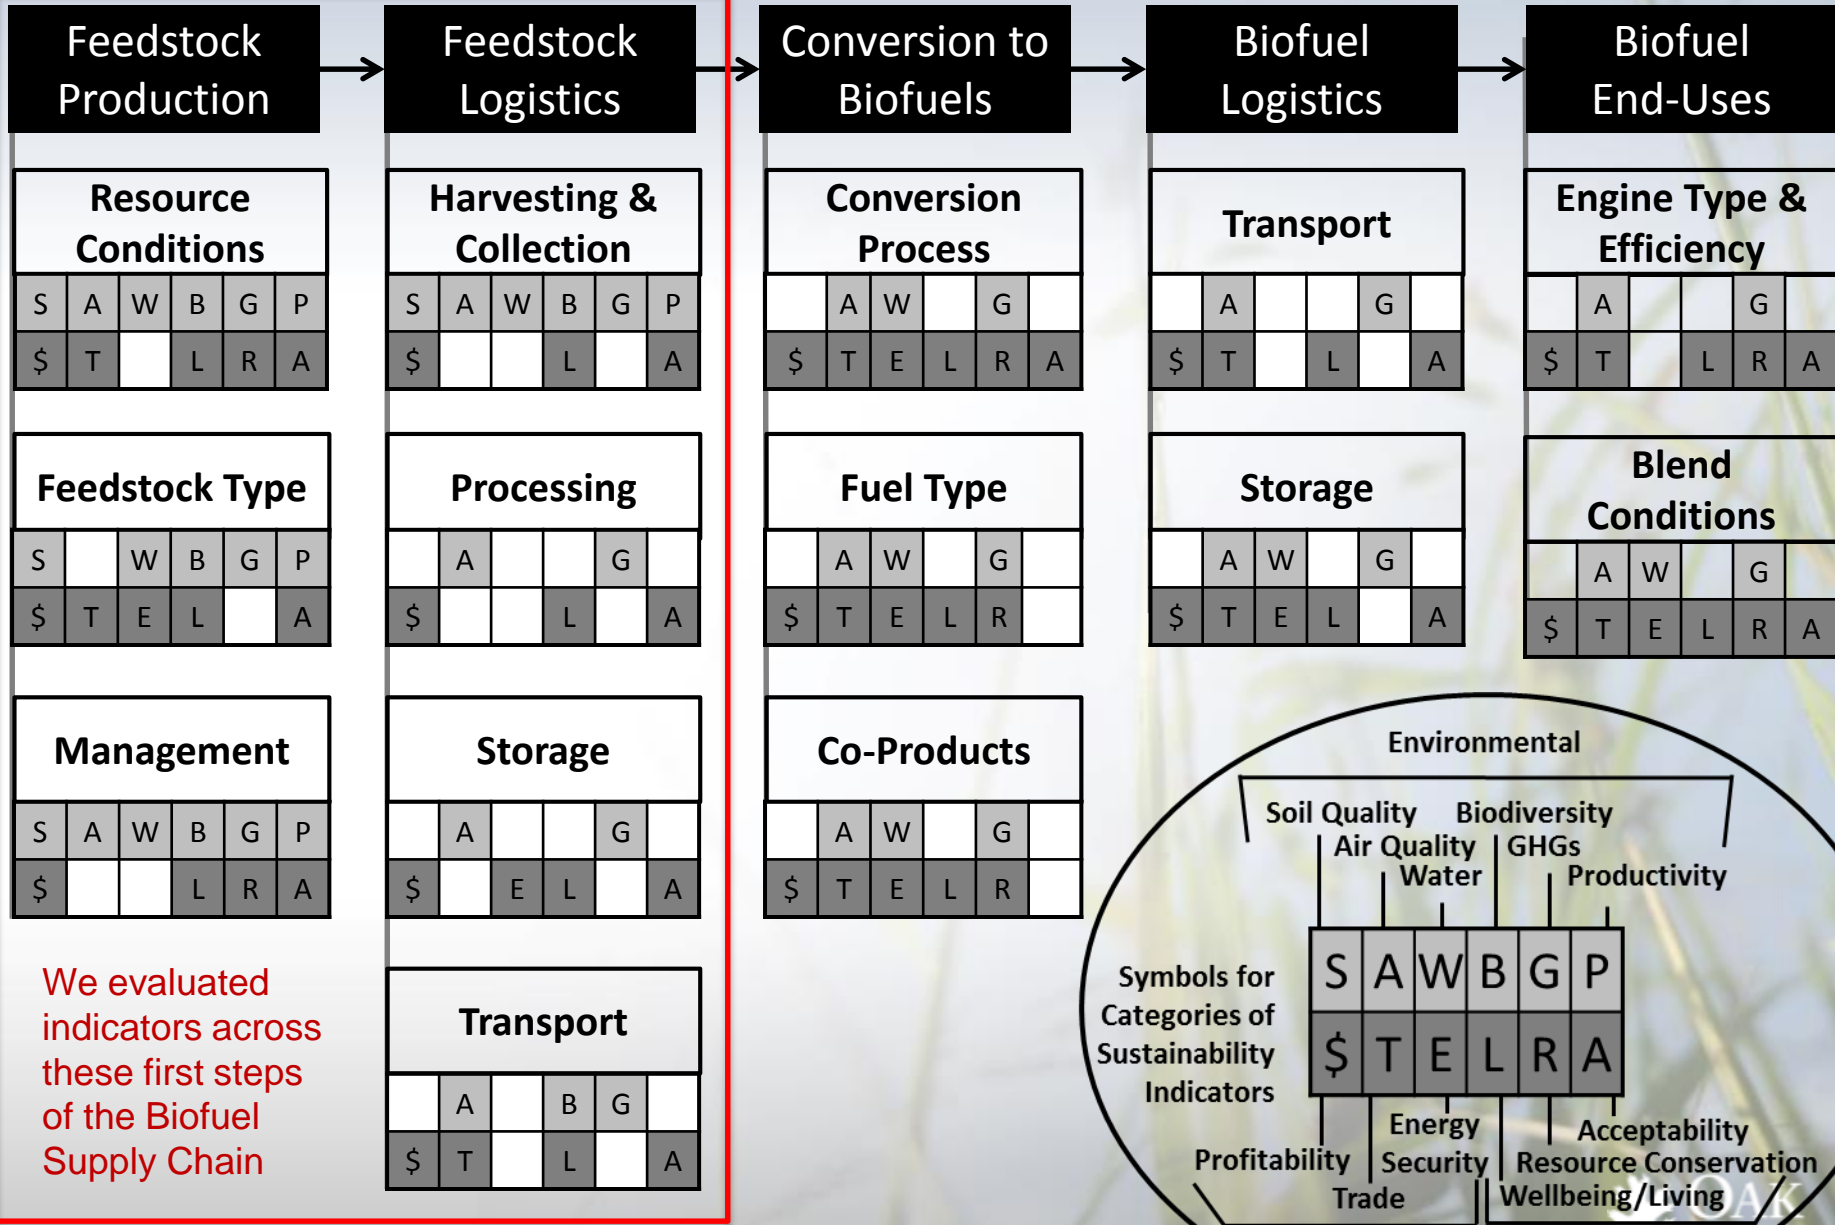 Feedstock
Production
Feedstock
Logistics
Conversion to
Biofuels
Biofuel
Logistics
Biofuel
End-Uses
Resource
Conditions
S A W B G P
$ T L R A
Feedstock Type
S W B G P
$ T E L A
Management
S A W B G P
$ L R A
We evaluated
indicators across
these first steps
of the Biofuel
Supply Chain
Harvesting &
Collection
S A W B G P
$ L A
Processing
A G
$ L A
Storage
A G
$ E L A
Transport
A B G
$ T L A
Conversion
Process
A W G
$ T E L R A
Fuel Type
A W G
$ T E L R
Co-Products
A W G
$ T E L R
Transport
A G
$ T L A
Storage
A W G
$ T E L A
Engine Type &
Efficiency
A G
$ T L R A
Blend
Conditions
A W G
$ T E L R A
Environmental
Soil Quality Biodiversity
Air Quality GHGs
Water Productivity
Symbols for
Categories of
Sustainability
Indicators
S A W B G P
$ T E L R A
Energy Acceptability
Profitability Security Resource Conservation
Trade Wellbeing/Living
OAK